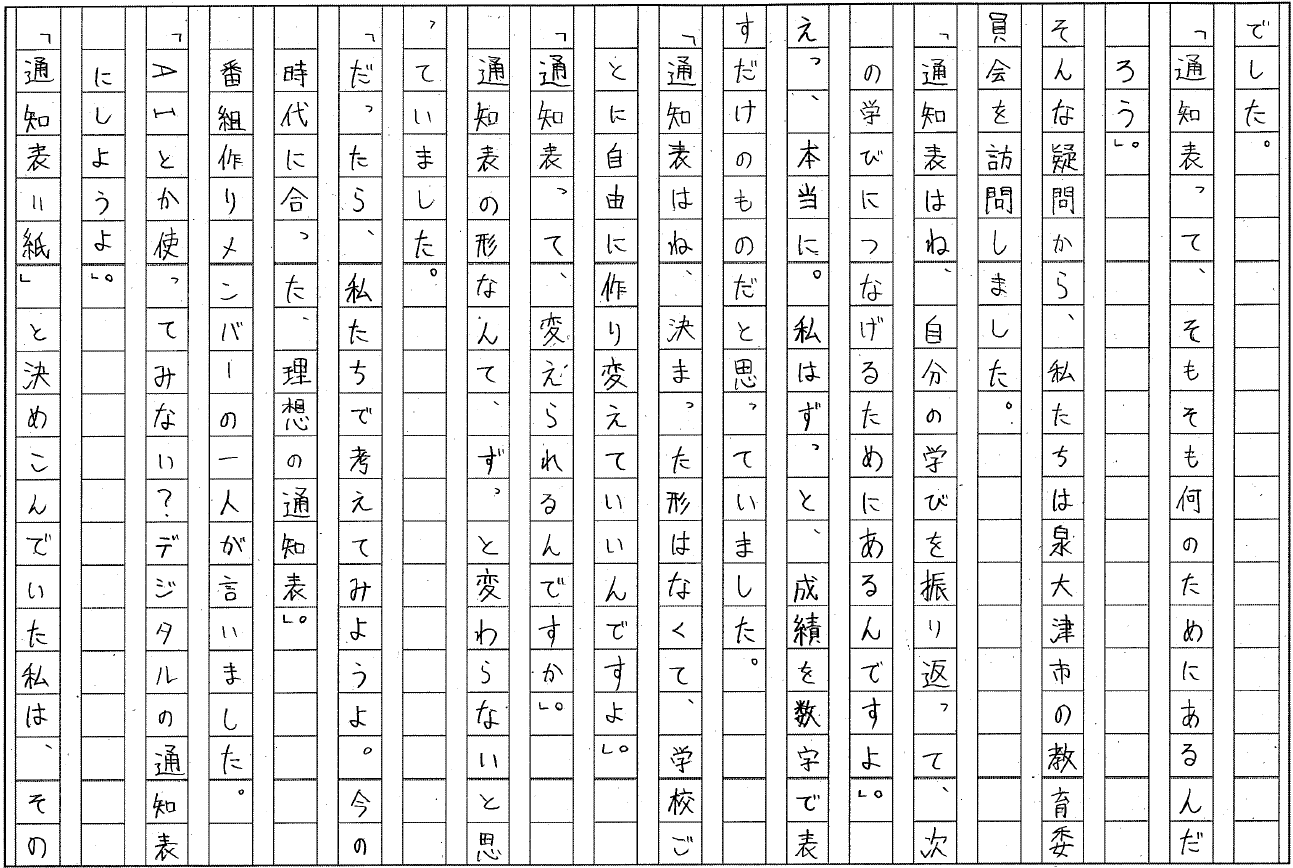 でした。
「通知表って、そもそも何のためにあるんだ
ろう」。
そんな疑問から、私たちは泉大津市の教育委
員会を訪問しました。
「通知表はね、自分の学びを振り返って、次
の学びにつなげるためにあるんですよ」。
えっ、本当に。私はずっと、成績を数字で表
すだけのものだと思っていました。
「通知表はね、決まった形はなくて、学校ご
とに自由に作り変えていいんですよ」。
「通知表って、変えられるんですか」。
通知表の形なんて、ずっと変わらないと思
っていました。
「だったら、私たちで考えてみようよ。今の
時代に合った、理想の通知表」。
番組作りメンバーの一人が言いました。
「AIとか使ってみない？デジタルの通知表
にしようよ」。
「通知表＝紙」と決めこんでいた私は、その